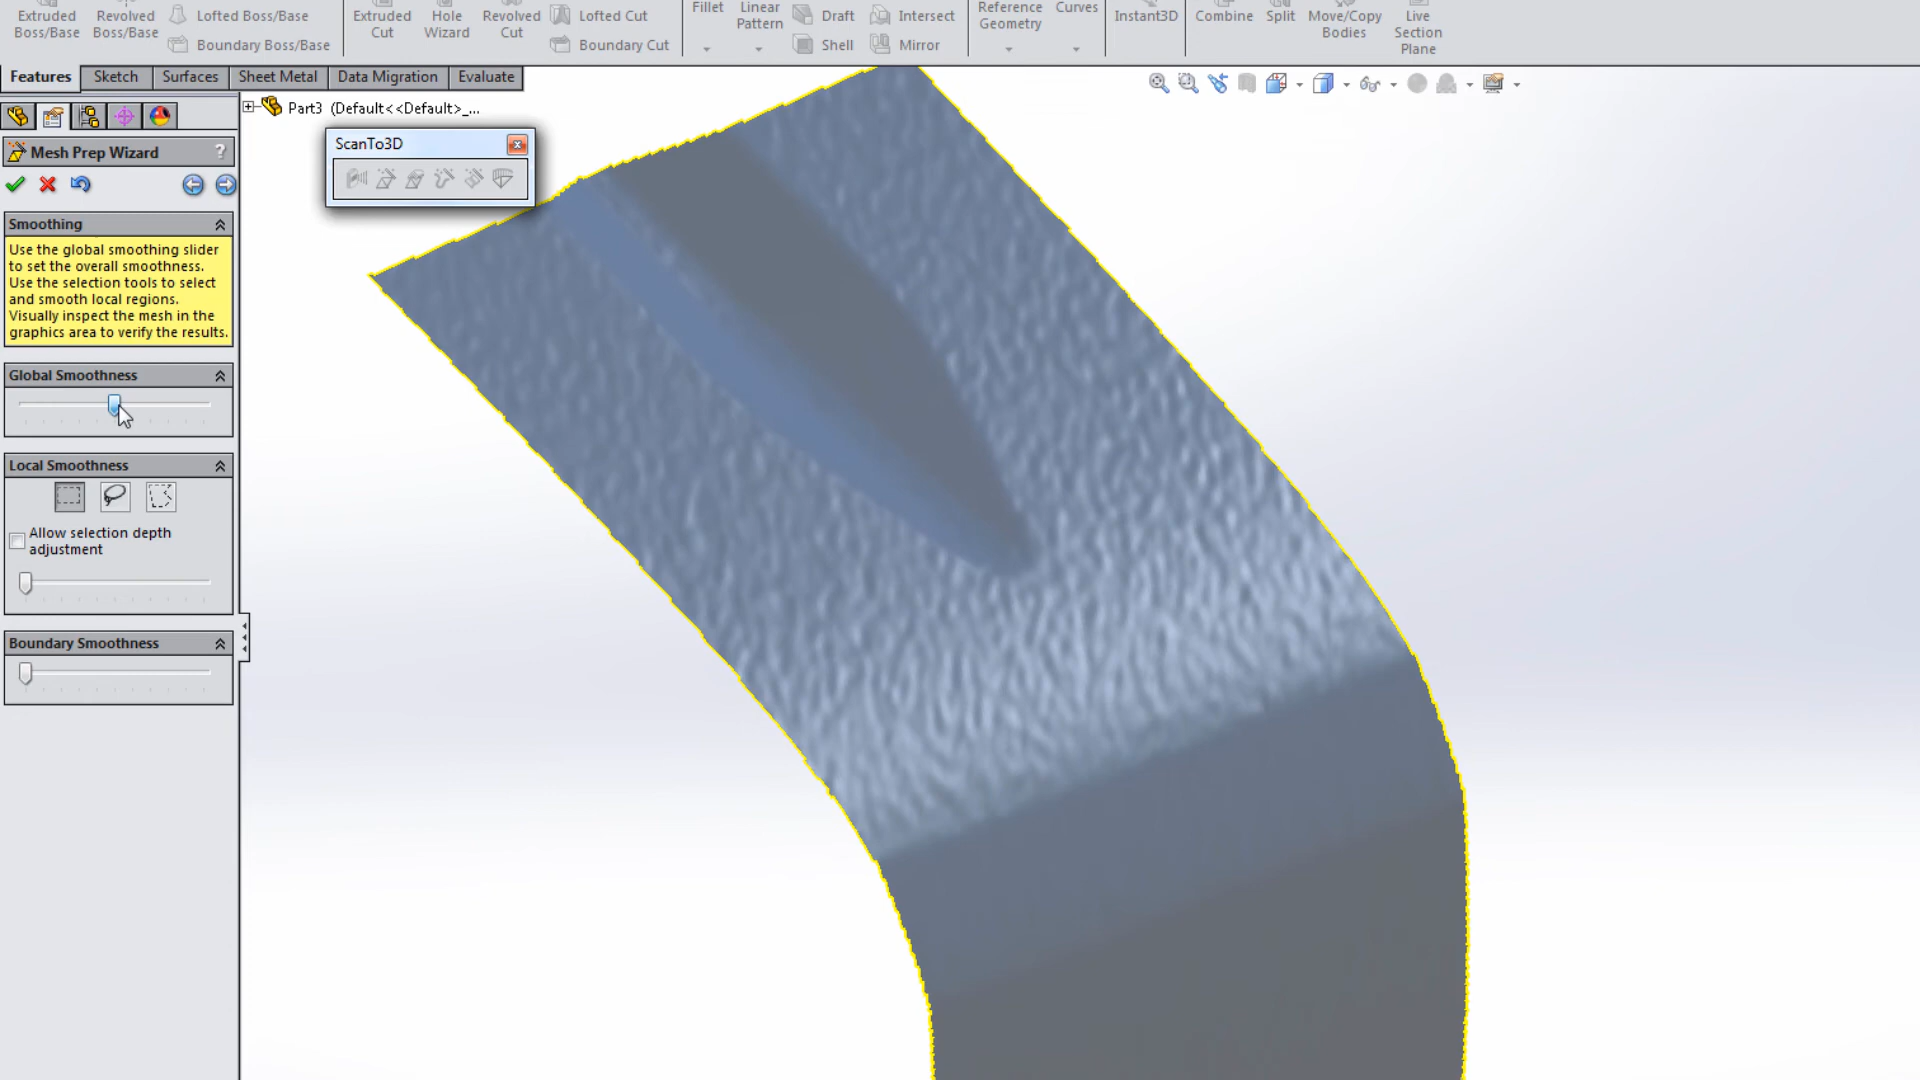 Extruded Boss/Base
Revolved Boss/Base
Lofted Boss/Base
Boundary Boss/Base
Extruded Cut
Hole Wizard
Revolved Cut
Lofted Cut
Boundary Cut
Fillet
Linear Pattern
Draft
Shell
Intersect
Mirror
Reference Geometry
Curves
Instant3D
Combine
Split
Move/Copy Bodies
Live Section Plane
Features
Sketch
Surfaces
Sheet Metal
Data Migration
Evaluate
Part3 (Default<<Default>_...
ScanTo3D
Mesh Prep Wizard
?
Smoothing
Use the global smoothing slider
to set the overall smoothness.
Use the selection tools to select
and smooth local regions.
Visually inspect the mesh in the
graphics area to verify the results.
Global Smoothness
Local Smoothness
Allow selection depth
adjustment
Boundary Smoothness